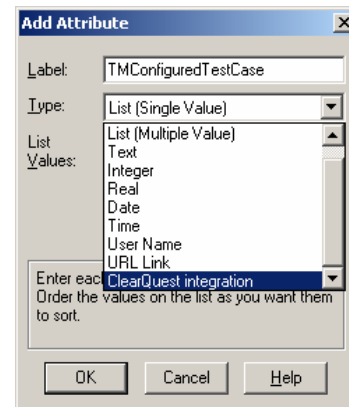 Add Attribute
Label: TMConfiguredTestCase
Type: List (Single Value)
List Values:
List (Multiple Value)
Text
Integer
Real
Date
Time
User Name
URL Link
ClearQuest integration
Enter eac
Order the values on the list as you want them
to sort.
OK Cancel Help